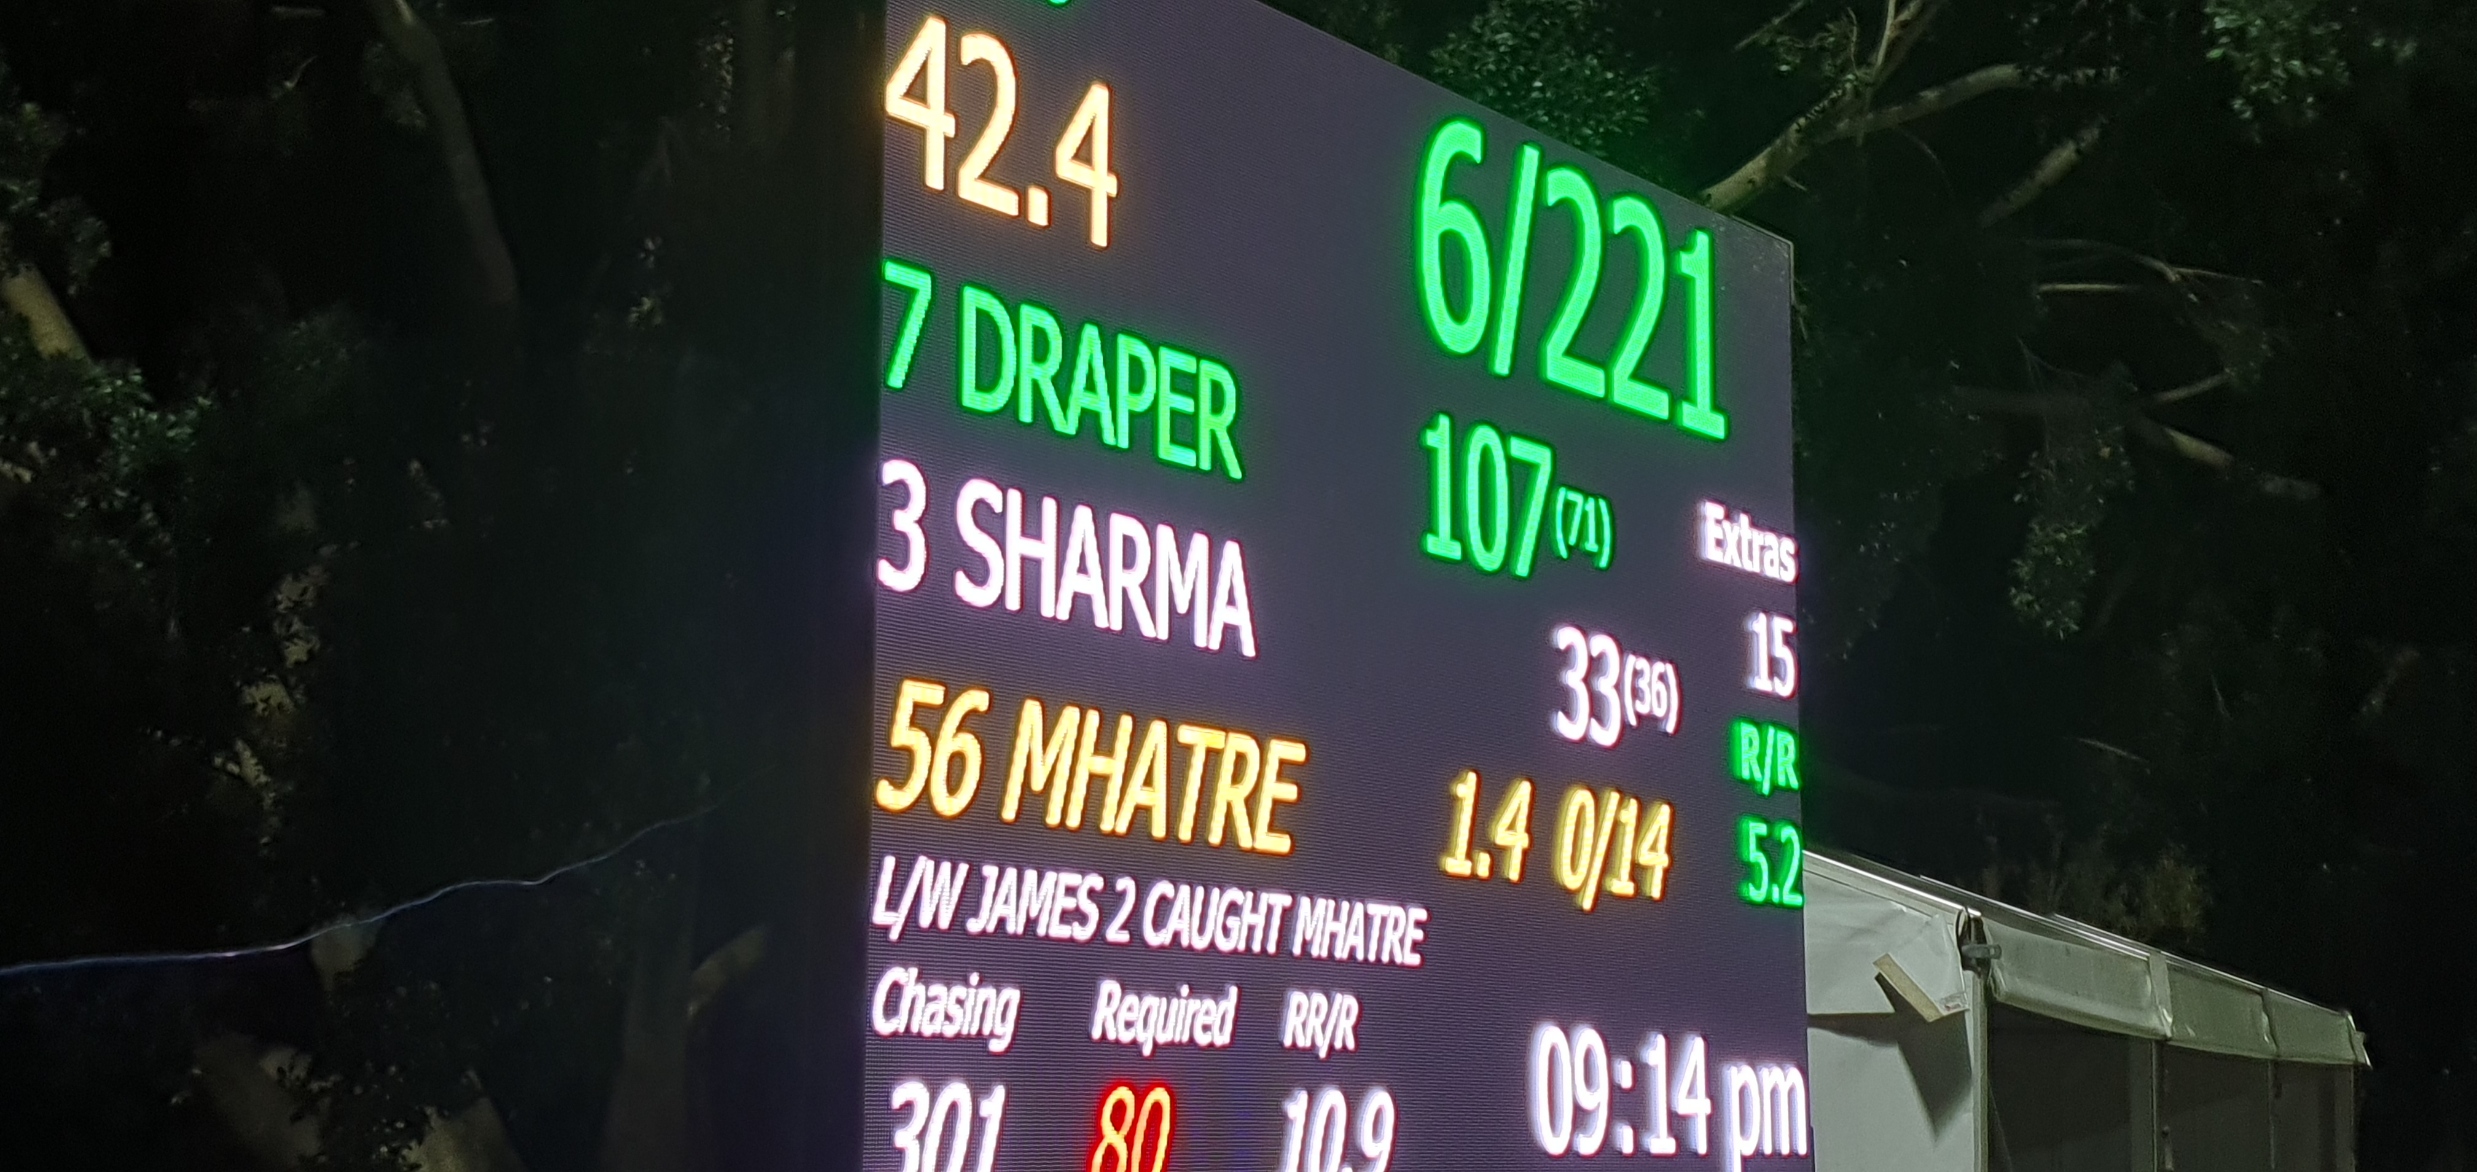 42.4 6/221
7 DRAPER 107 (71)
Extras
3 SHARMA 33 (36) 15
R/R
56 MHATRE 1.4 0/14 5.2
L/W JAMES 2 CAUGHT MHATRE
Chasing Required RR/R
301 80 10.9 09:14 pm